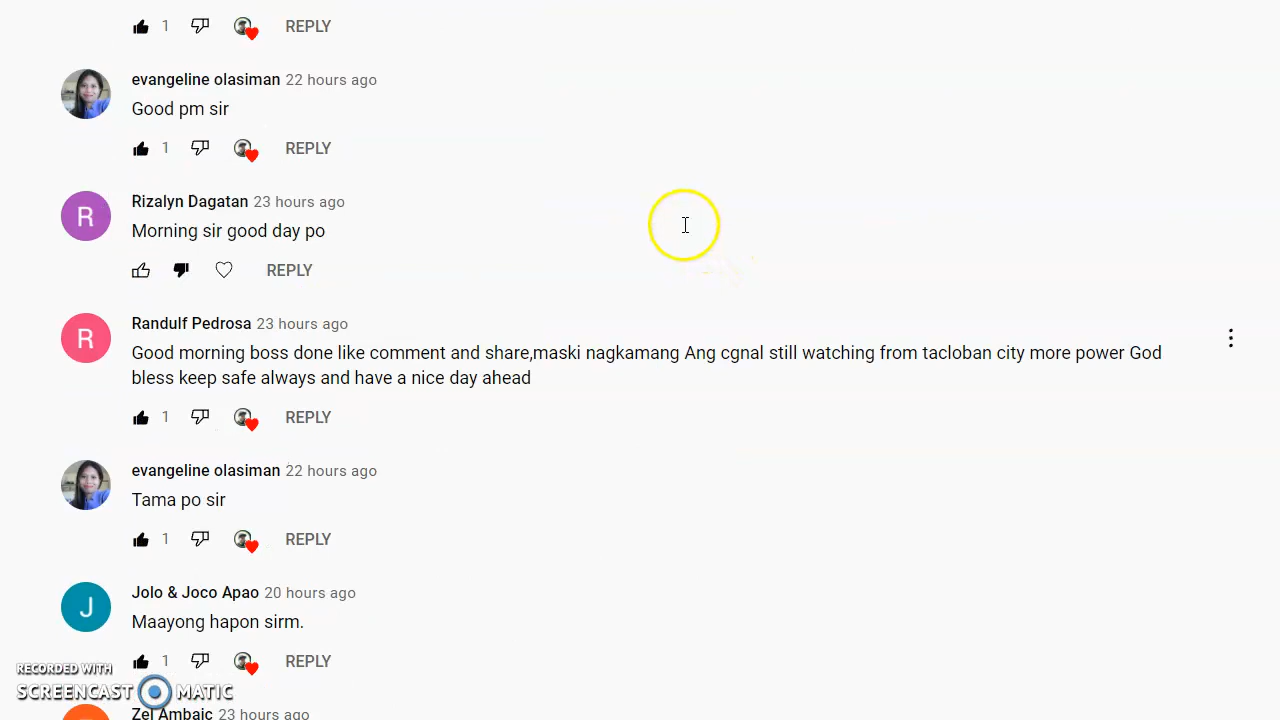 1 REPLY
evangeline olasiman 22 hours ago
Good pm sir
1 REPLY
R
Rizalyn Dagatan 23 hours ago
Morning sir good day po
REPLY
R
Randulf Pedrosa 23 hours ago
Good morning boss done like comment and share,maski nagkamang Ang cgnal still watching from tacloban city more power God
bless keep safe always and have a nice day ahead
1 REPLY
evangeline olasiman 22 hours ago
Tama po sir
1 REPLY
J
Jolo & Joco Apao 20 hours ago
Maayong hapon sirm.
1 REPLY
RECORDED WITH
SCREENCAST MATIC
Zel Ambaic 23 hours ago